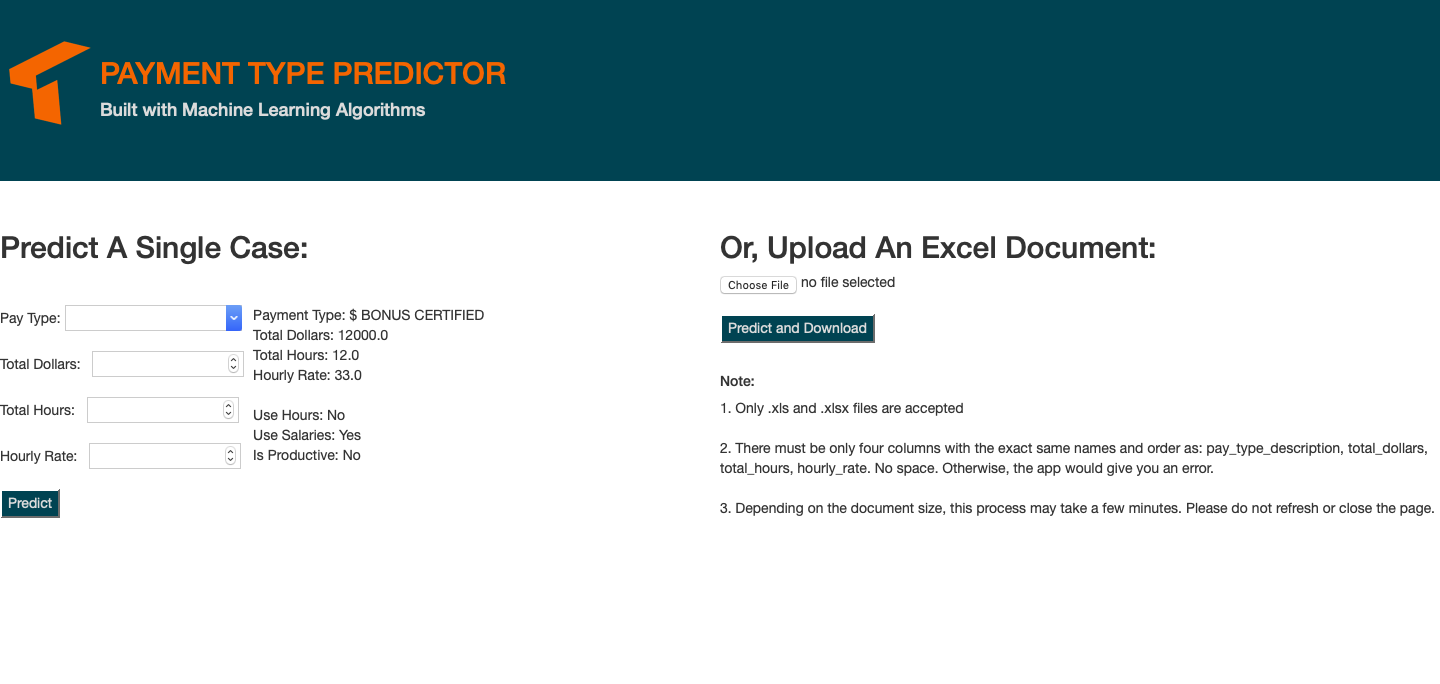 PAYMENT TYPE PREDICTOR
Built with Machine Learning Algorithms
Predict A Single Case:
Pay Type:
Total Dollars:
Total Hours:
Hourly Rate:
Predict
Payment Type: $ BONUS CERTIFIED
Total Dollars: 12000.0
Total Hours: 12.0
Hourly Rate: 33.0
Use Hours: No
Use Salaries: Yes
Is Productive: No
Or, Upload An Excel Document:
Choose File no file selected
Predict and Download
Note:
1. Only .xls and .xlsx files are accepted
2. There must be only four columns with the exact same names and order as: pay_type_description, total_dollars,
total_hours, hourly_rate. No space. Otherwise, the app would give you an error.
3. Depending on the document size, this process may take a few minutes. Please do not refresh or close the page.